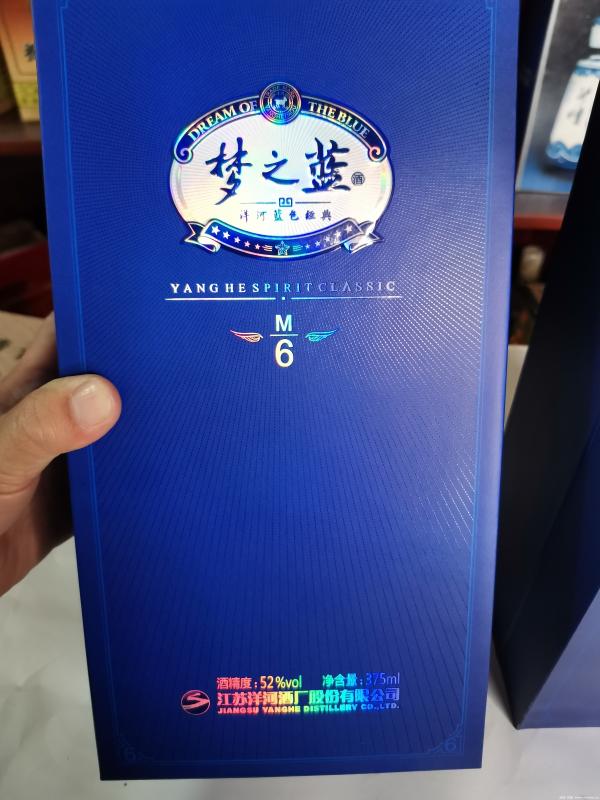 DREAM OF THE BLUE
梦之蓝 酒
洋河蓝色经典
YANGHE SPIRIT CLASSIC
M
6
酒精度:52%vol 净含量:375ml
江苏洋河酒厂股份有限公司
JIANGSU YANGHE DISTILLERY CO.,LTD.
6 6